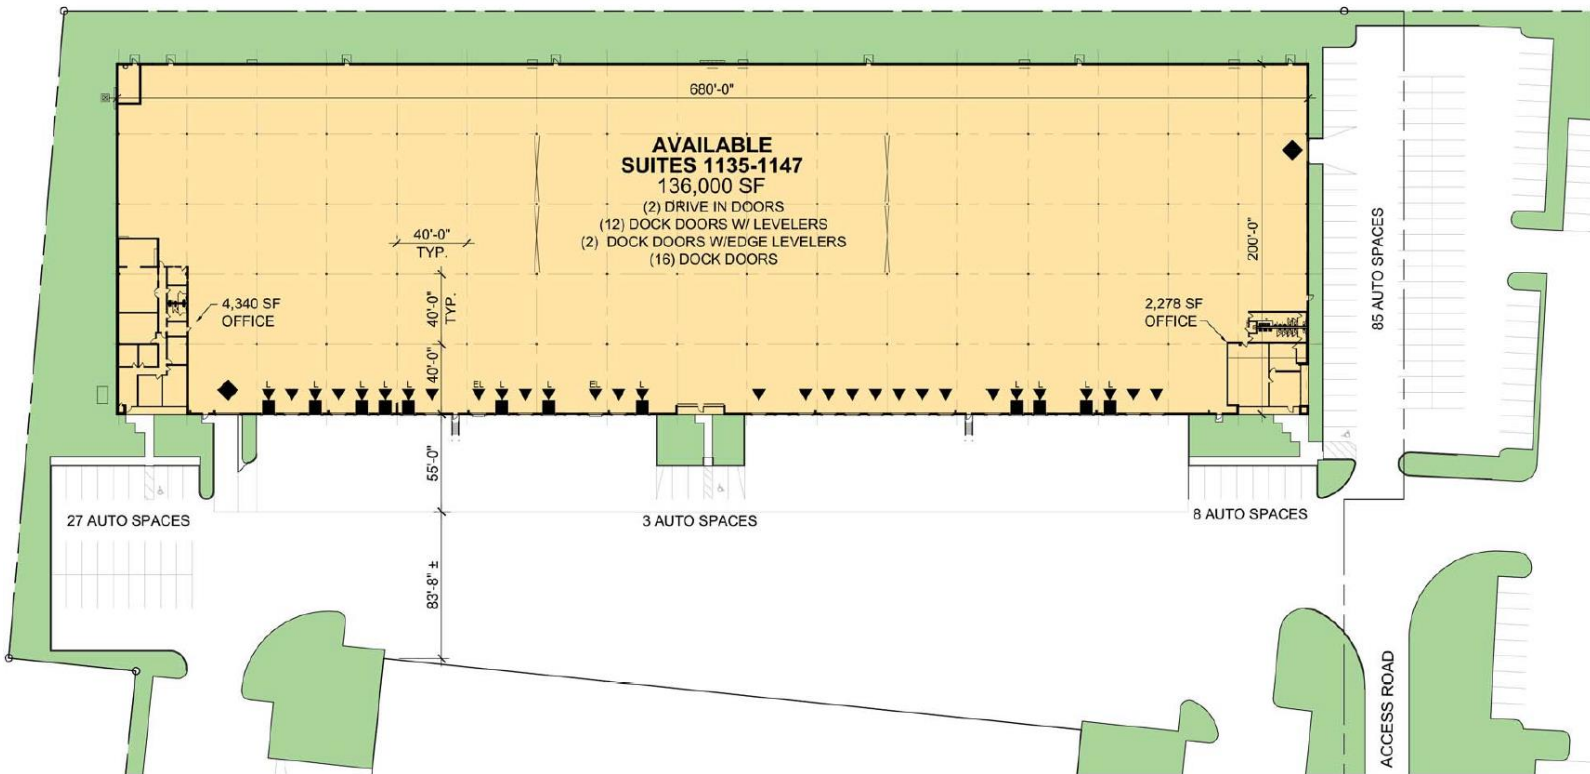 680'-0"
AVAILABLE
SUITES 1135-1147
136,000 SF
(2) DRIVE IN DOORS
(12) DOCK DOORS W/ LEVELERS
(2) DOCK DOORS W/EDGE LEVELERS
(16) DOCK DOORS
40'-0"
TYP.
200'-0"
85 AUTO SPACES
40'-0"
TYP.
4,340 SF
OFFICE
2,278 SF
OFFICE
40'-0"
L L L L L EL L L EL L L L L L
55'-0"
27 AUTO SPACES
3 AUTO SPACES
8 AUTO SPACES
83'-8" ±
ACCESS ROAD